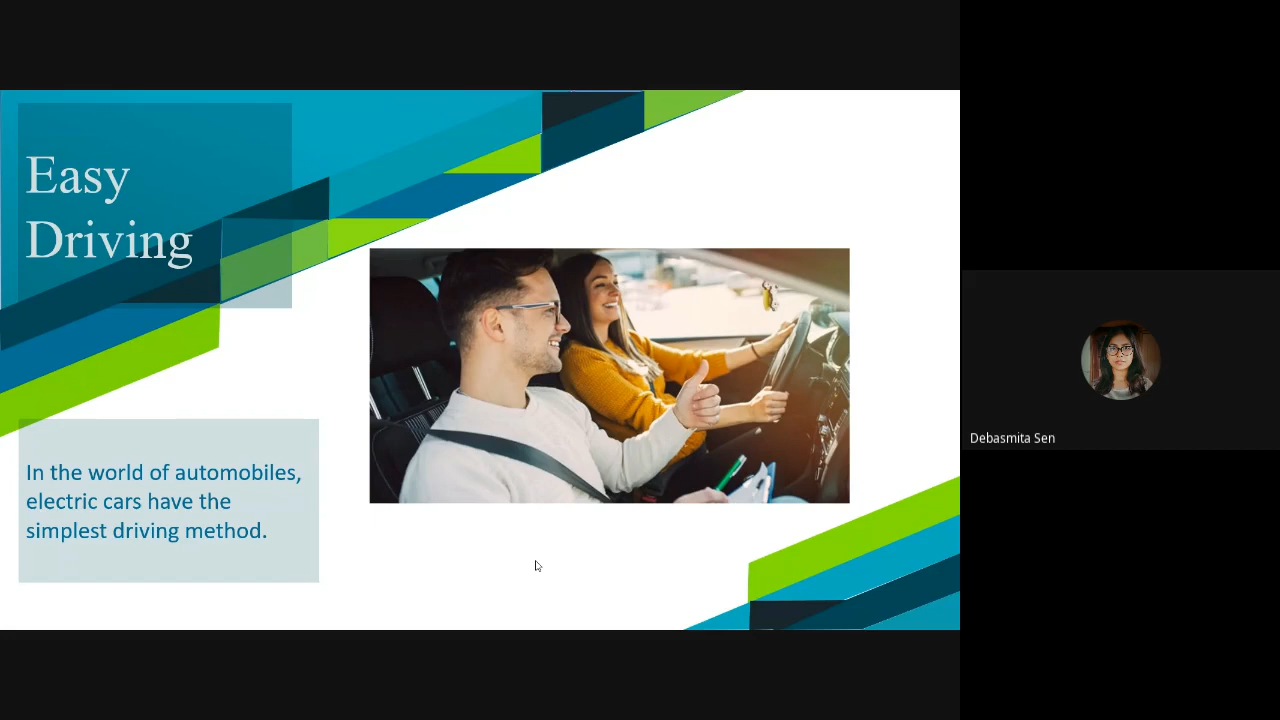 Easy
Driving
In the world of automobiles,
electric cars have the
simplest driving method.
Debasmita Sen